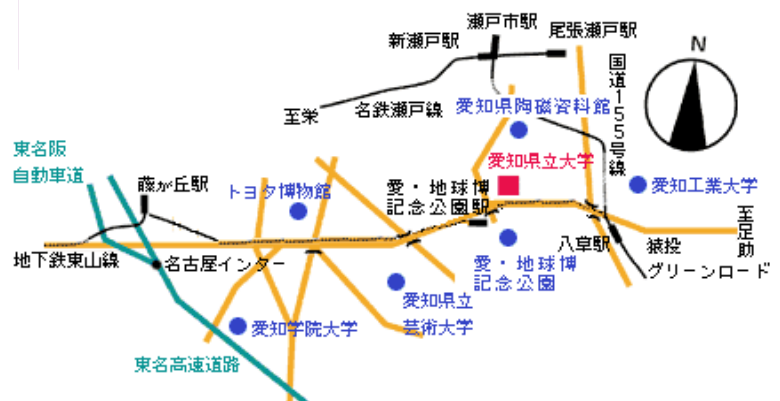 瀬戸市駅
新瀬戸駅
尾張瀬戸駅
N
国道155号線
至栄
名鉄瀬戸線
愛知県陶磁資料館
東名阪
自動車道
藤が丘駅
トヨタ博物館
愛知県立大学
愛・地球博
記念公園駅
愛知工業大学
至足助
地下鉄東山線
名古屋インター
愛・地球博
記念公園
八草駅
猿投
グリーンロード
愛知県立
芸術大学
愛知学院大学
東名高速道路